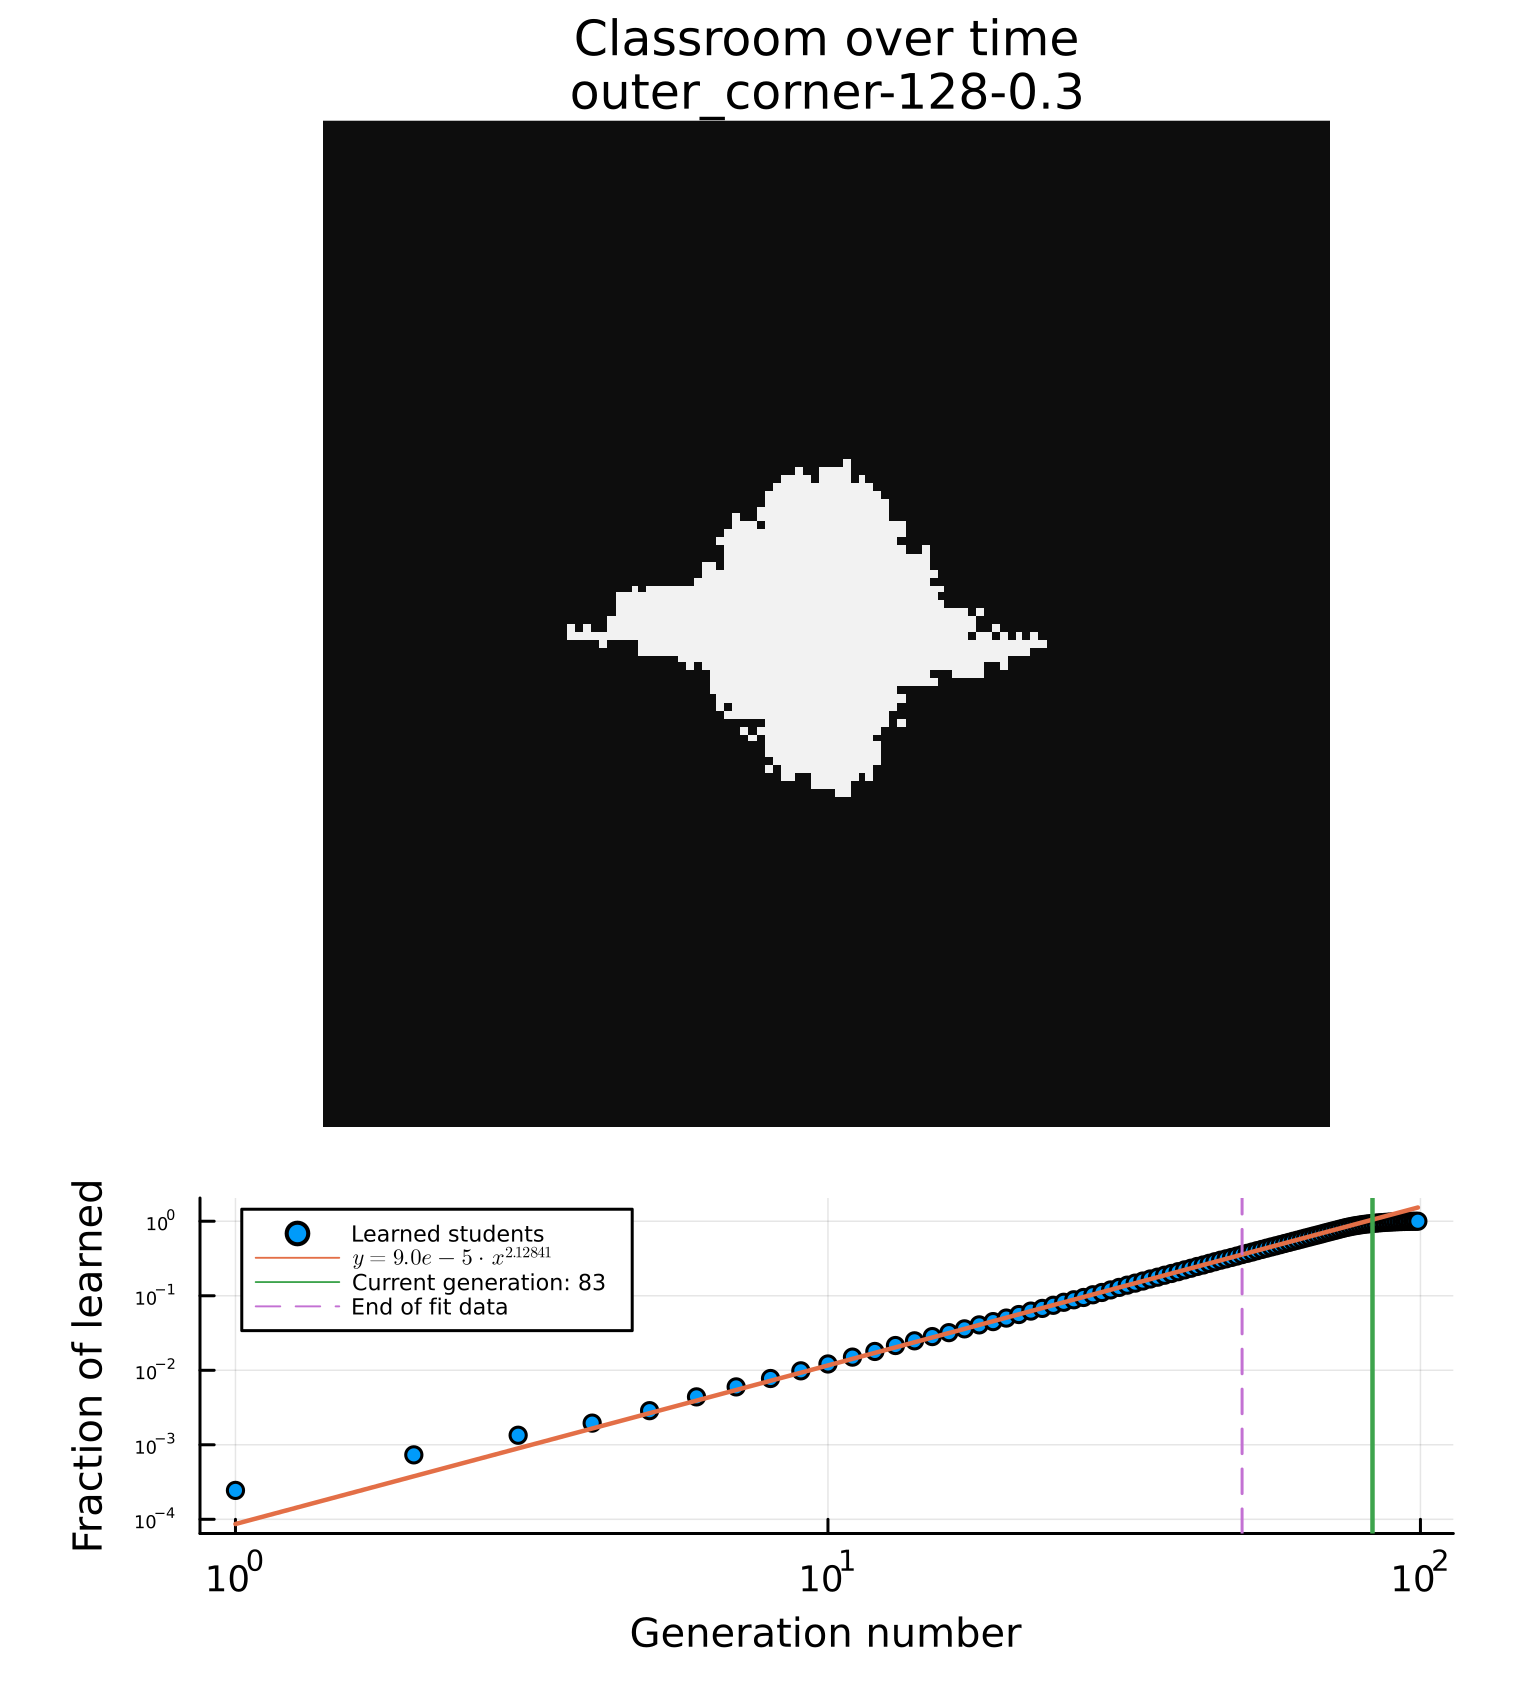 Classroom over time
outer_corner-128-0.3
Fraction of learned
10^0
10^−1
10^−2
10^−3
10^−4
Learned students
y = 9.0e − 5 · x^2.12841
Current generation: 83
End of fit data
10^0 10^1 10^2
Generation number